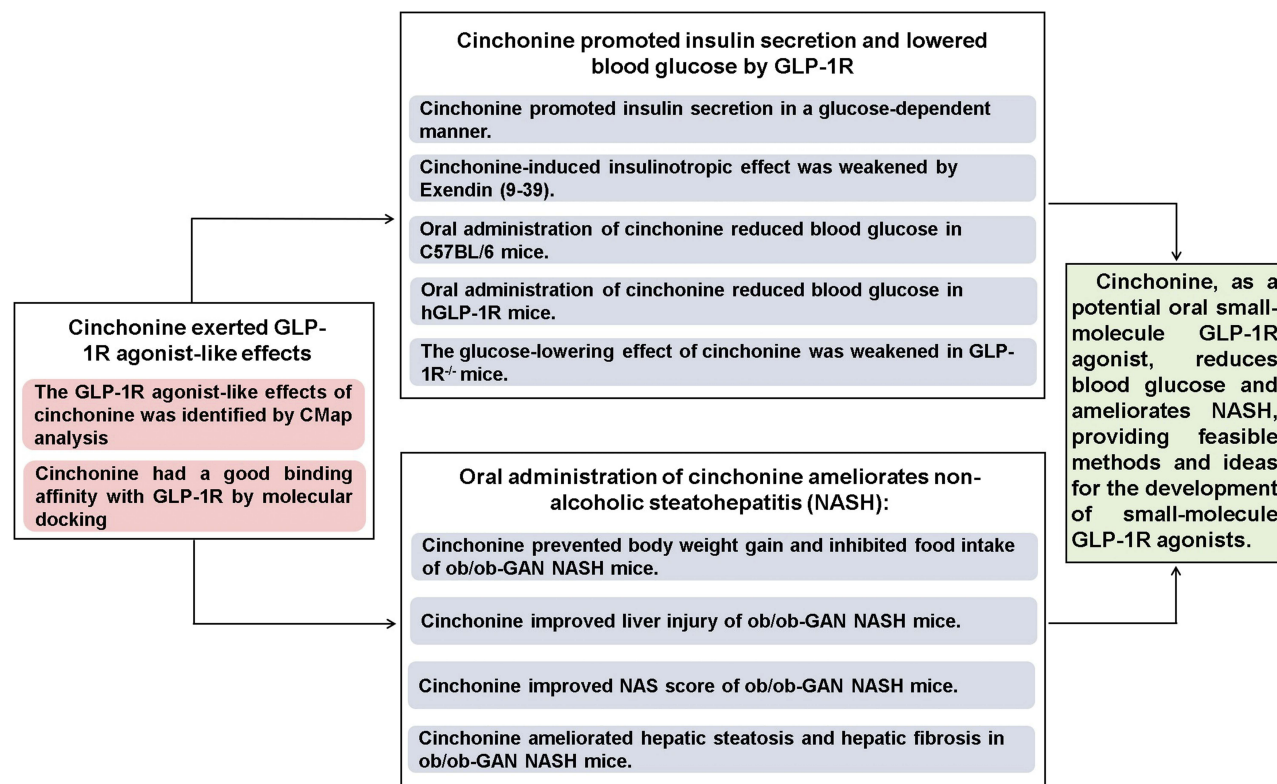 Cinchonine exerted GLP-
1R agonist-like effects
The GLP-1R agonist-like effects of
cinchonine was identified by CMap
analysis
Cinchonine had a good binding
affinity with GLP-1R by molecular
docking
Cinchonine promoted insulin secretion and lowered
blood glucose by GLP-1R
Cinchonine promoted insulin secretion in a glucose-dependent
manner.
Cinchonine-induced insulinotropic effect was weakened by
Exendin (9-39).
Oral administration of cinchonine reduced blood glucose in
C57BL/6 mice.
Oral administration of cinchonine reduced blood glucose in
hGLP-1R mice.
The glucose-lowering effect of cinchonine was weakened in GLP-
1R-/- mice.
Oral administration of cinchonine ameliorates non-
alcoholic steatohepatitis (NASH):
Cinchonine prevented body weight gain and inhibited food intake
of ob/ob-GAN NASH mice.
Cinchonine improved liver injury of ob/ob-GAN NASH mice.
Cinchonine improved NAS score of ob/ob-GAN NASH mice.
Cinchonine ameliorated hepatic steatosis and hepatic fibrosis in
ob/ob-GAN NASH mice.
Cinchonine, as a
potential oral small-
molecule GLP-1R
agonist, reduces
blood glucose and
ameliorates NASH,
providing feasible
methods and ideas
for the development
of small-molecule
GLP-1R agonists.